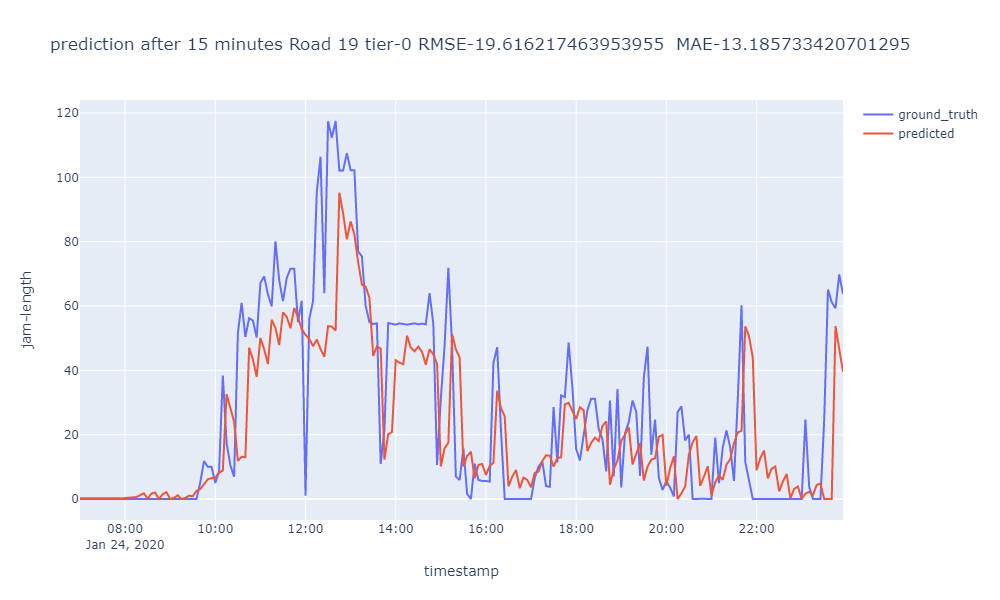 prediction after 15 minutes Road 19 tier-0 RMSE-19.616217463953955  MAE-13.185733420701295
ground_truth
predicted
120
100
80
60
40
20
0
jam-length
08:00 10:00 12:00 14:00 16:00 18:00 20:00 22:00
Jan 24, 2020
timestamp